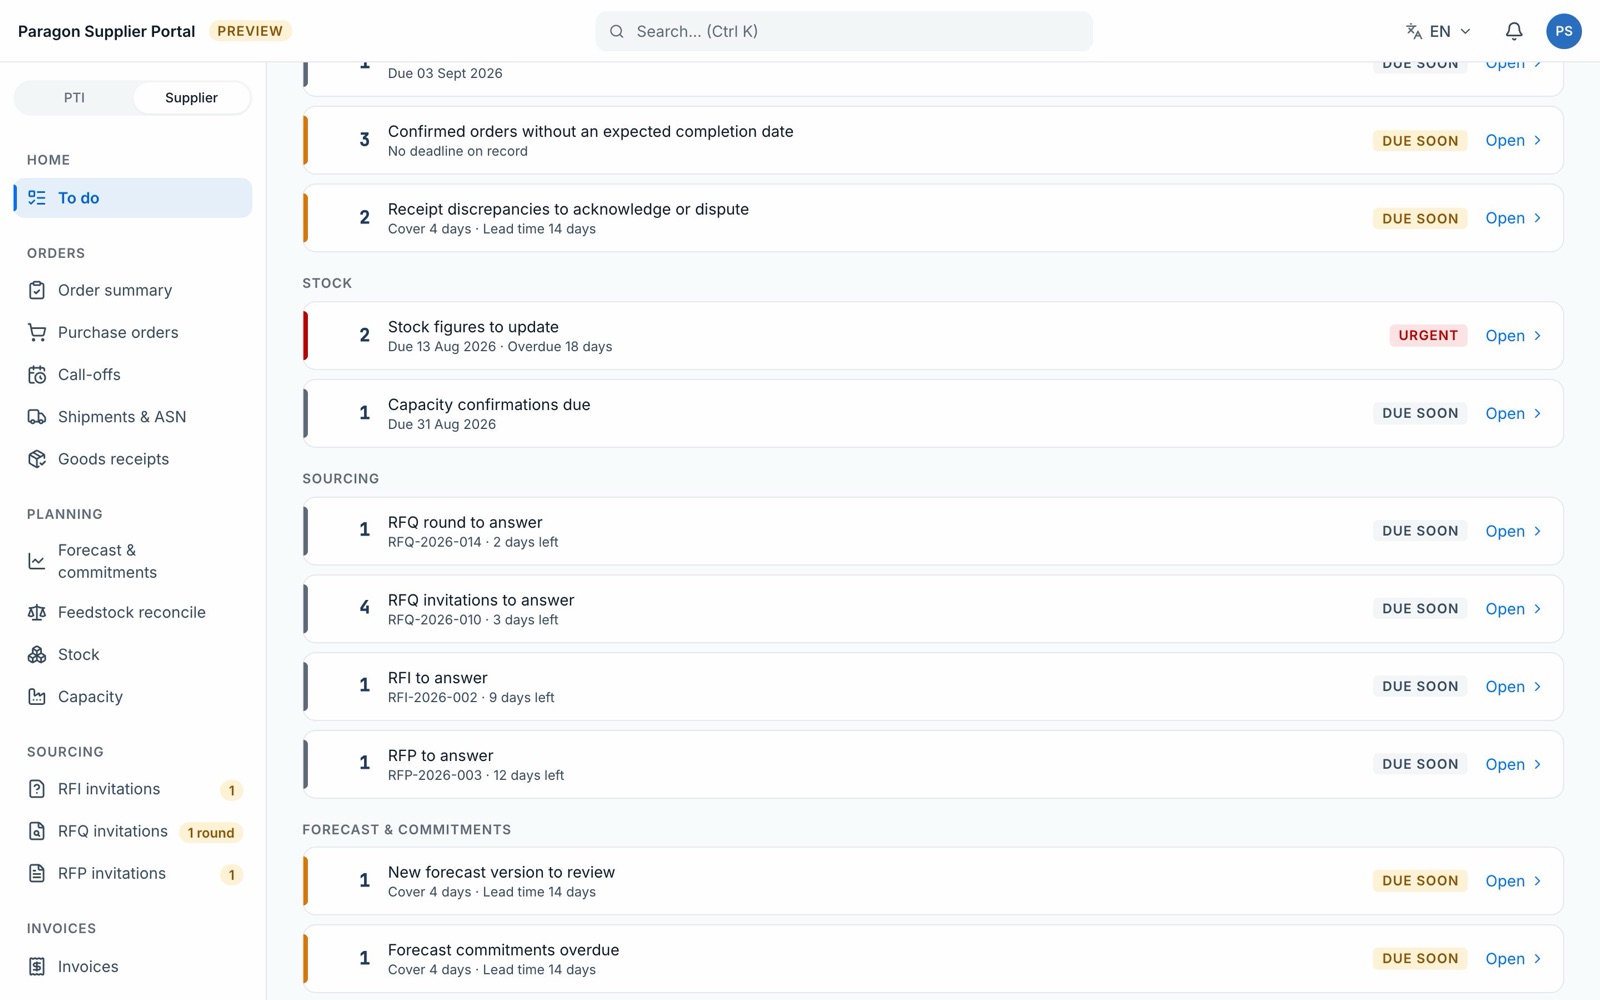 Paragon Supplier Portal
PREVIEW
Search... (Ctrl K)
EN
PS
PTI
Supplier
HOME
To do
ORDERS
Order summary
Purchase orders
Call-offs
Shipments & ASN
Goods receipts
PLANNING
Forecast &
commitments
Feedstock reconcile
Stock
Capacity
SOURCING
RFI invitations
1
RFQ invitations
1 round
RFP invitations
1
INVOICES
Invoices
1
Due 03 Sept 2026
DUE SOON
Open
3
Confirmed orders without an expected completion date
No deadline on record
DUE SOON
Open
2
Receipt discrepancies to acknowledge or dispute
Cover 4 days · Lead time 14 days
DUE SOON
Open
STOCK
2
Stock figures to update
Due 13 Aug 2026 · Overdue 18 days
URGENT
Open
1
Capacity confirmations due
Due 31 Aug 2026
DUE SOON
Open
SOURCING
1
RFQ round to answer
RFQ-2026-014 · 2 days left
DUE SOON
Open
4
RFQ invitations to answer
RFQ-2026-010 · 3 days left
DUE SOON
Open
1
RFI to answer
RFI-2026-002 · 9 days left
DUE SOON
Open
1
RFP to answer
RFP-2026-003 · 12 days left
DUE SOON
Open
FORECAST & COMMITMENTS
1
New forecast version to review
Cover 4 days · Lead time 14 days
DUE SOON
Open
1
Forecast commitments overdue
Cover 4 days · Lead time 14 days
DUE SOON
Open